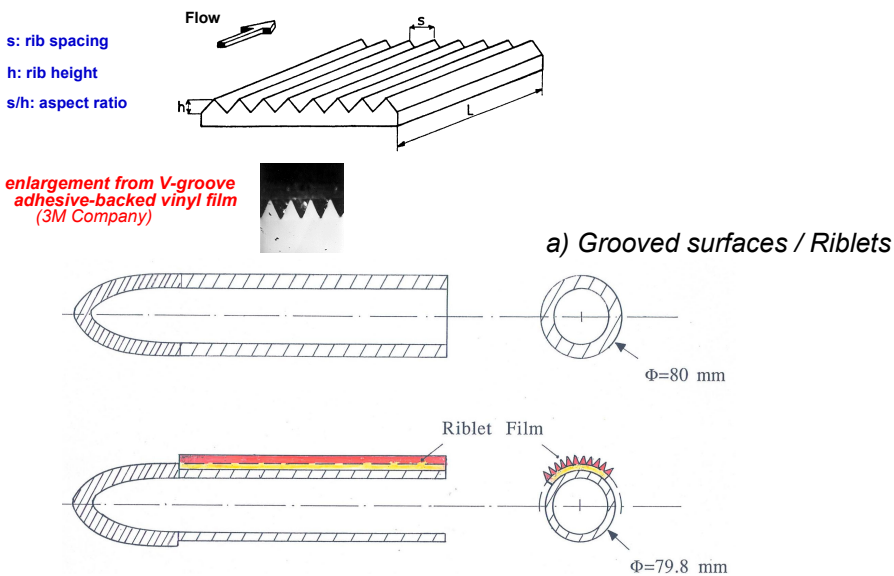 Flow
s
s: rib spacing
h: rib height
s/h: aspect ratio
h
L
enlargement from V-groove
adhesive-backed vinyl film
(3M Company)
a) Grooved surfaces / Riblets
Φ=80 mm
Riblet Film
Φ=79.8 mm